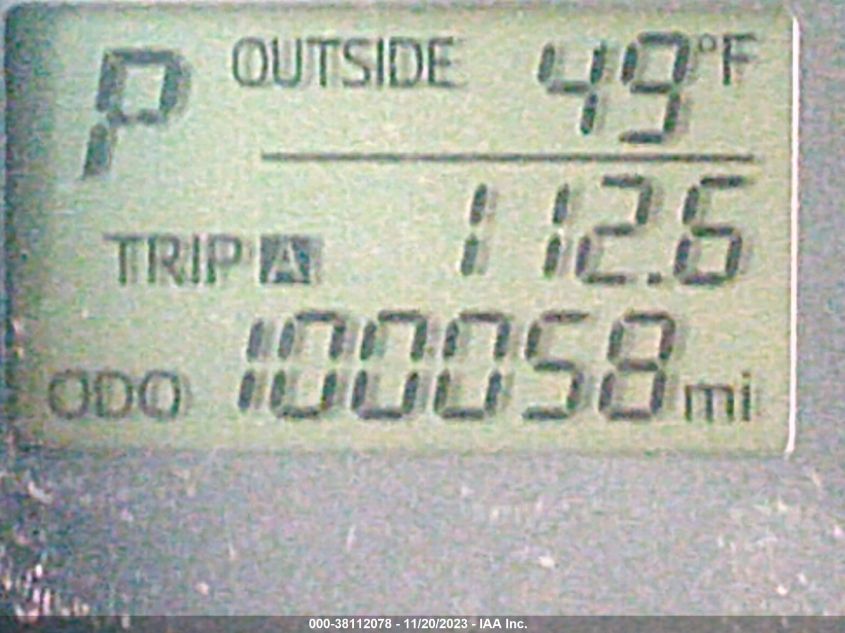 P OUTSIDE 49°F
TRIP A 112.6
ODO 100058 mi
000-38112078 - 11/20/2023 - IAA Inc.